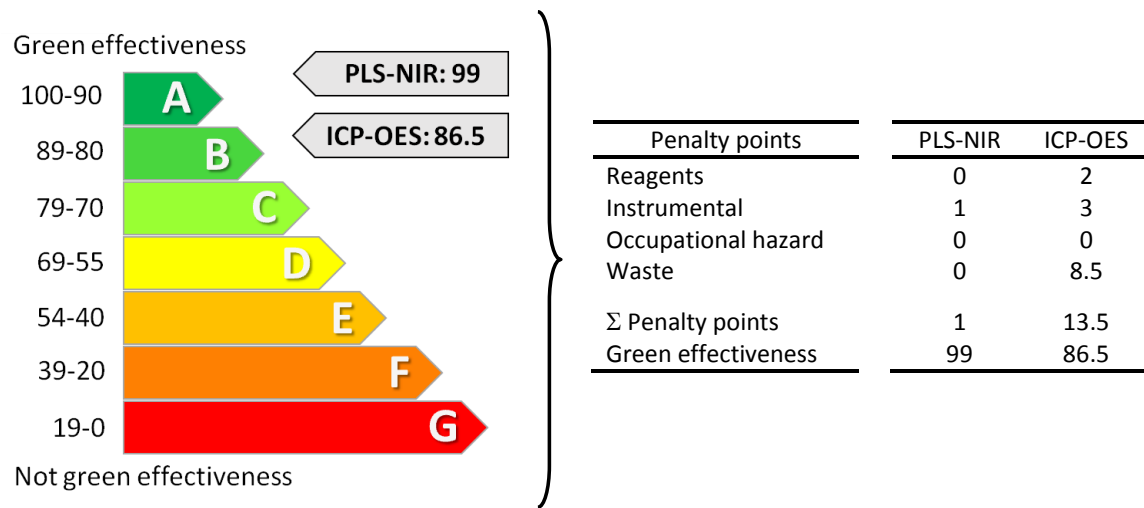 Green effectiveness
100-90 A
89-80 B
79-70 C
69-55 D
54-40 E
39-20 F
19-0 G
Not green effectiveness
PLS-NIR: 99
ICP-OES: 86.5
Penalty points PLS-NIR ICP-OES
Reagents 0 2
Instrumental 1 3
Occupational hazard 0 0
Waste 0 8.5
Σ Penalty points 1 13.5
Green effectiveness 99 86.5